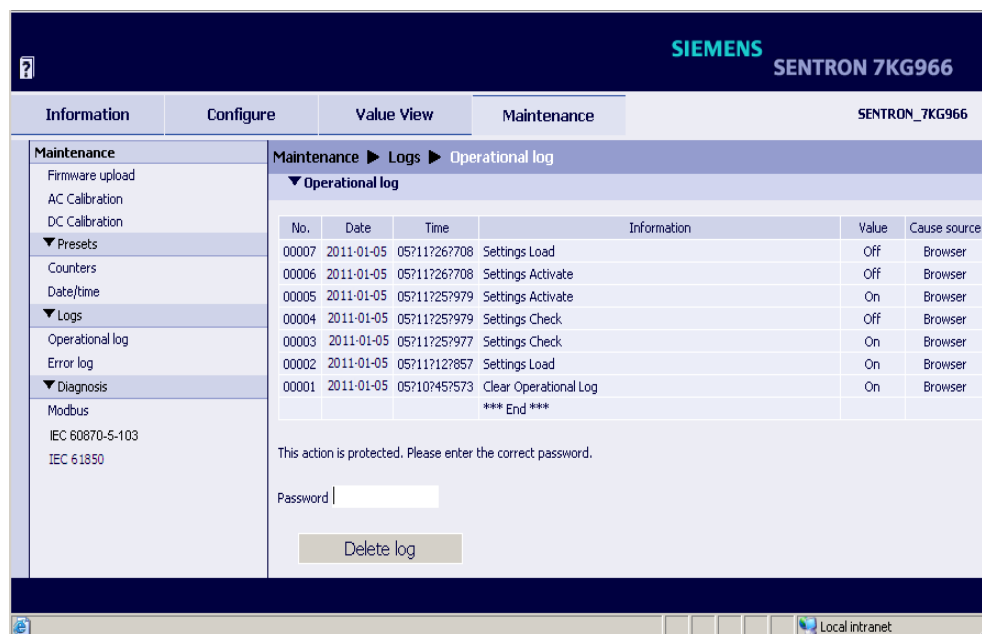 ?
SIEMENS
SENTRON 7KG966
Information Configure Value View Maintenance SENTRON_7KG966
Maintenance
Firmware upload
AC Calibration
DC Calibration
▼ Presets
Counters
Date/time
▼ Logs
Operational log
Error log
▼ Diagnosis
Modbus
IEC 60870-5-103
IEC 61850
Maintenance ▶ Logs ▶ Operational log
▼ Operational log
No. Date Time Information Value Cause source
00007 2011-01-05 05?11?26?708 Settings Load Off Browser
00006 2011-01-05 05?11?26?708 Settings Activate Off Browser
00005 2011-01-05 05?11?25?979 Settings Activate On Browser
00004 2011-01-05 05?11?25?979 Settings Check Off Browser
00003 2011-01-05 05?11?25?977 Settings Check On Browser
00002 2011-01-05 05?11?12?857 Settings Load On Browser
00001 2011-01-05 05?10?45?573 Clear Operational Log On Browser
*** End ***
This action is protected. Please enter the correct password.
Password
Delete log
Local intranet